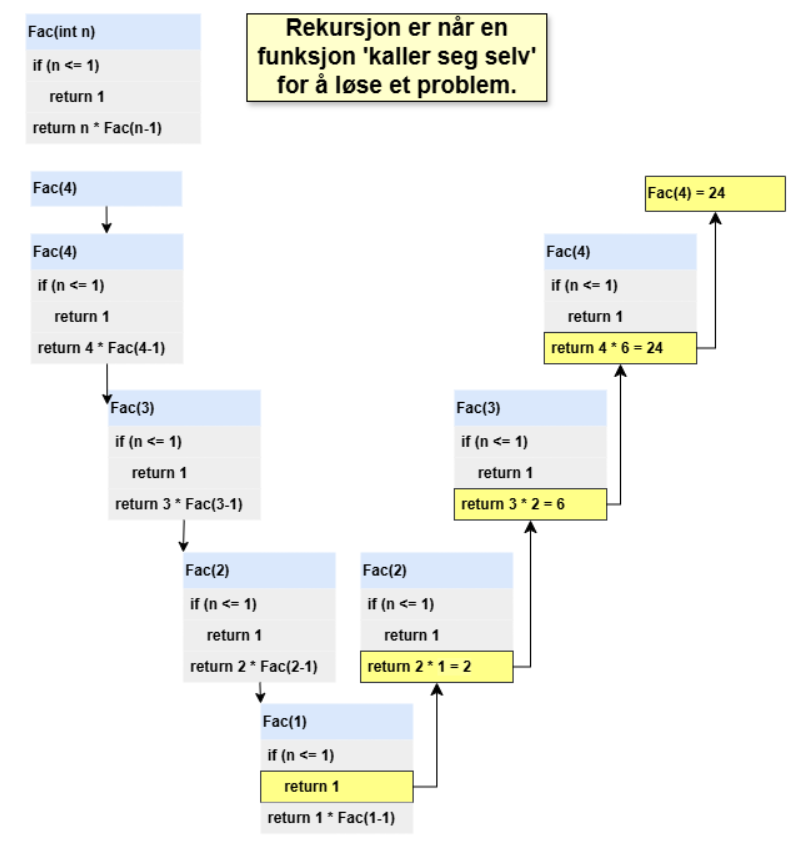 Fac(int n)
if (n <= 1)
return 1
return n * Fac(n-1)
Rekursjon er når en
funksjon 'kaller seg selv'
for å løse et problem.
Fac(4)
Fac(4)
if (n <= 1)
return 1
return 4 * Fac(4-1)
Fac(3)
if (n <= 1)
return 1
return 3 * Fac(3-1)
Fac(2)
if (n <= 1)
return 1
return 2 * Fac(2-1)
Fac(1)
if (n <= 1)
return 1
return 1 * Fac(1-1)
Fac(2)
if (n <= 1)
return 1
return 2 * 1 = 2
Fac(3)
if (n <= 1)
return 1
return 3 * 2 = 6
Fac(4)
if (n <= 1)
return 1
return 4 * 6 = 24
Fac(4) = 24